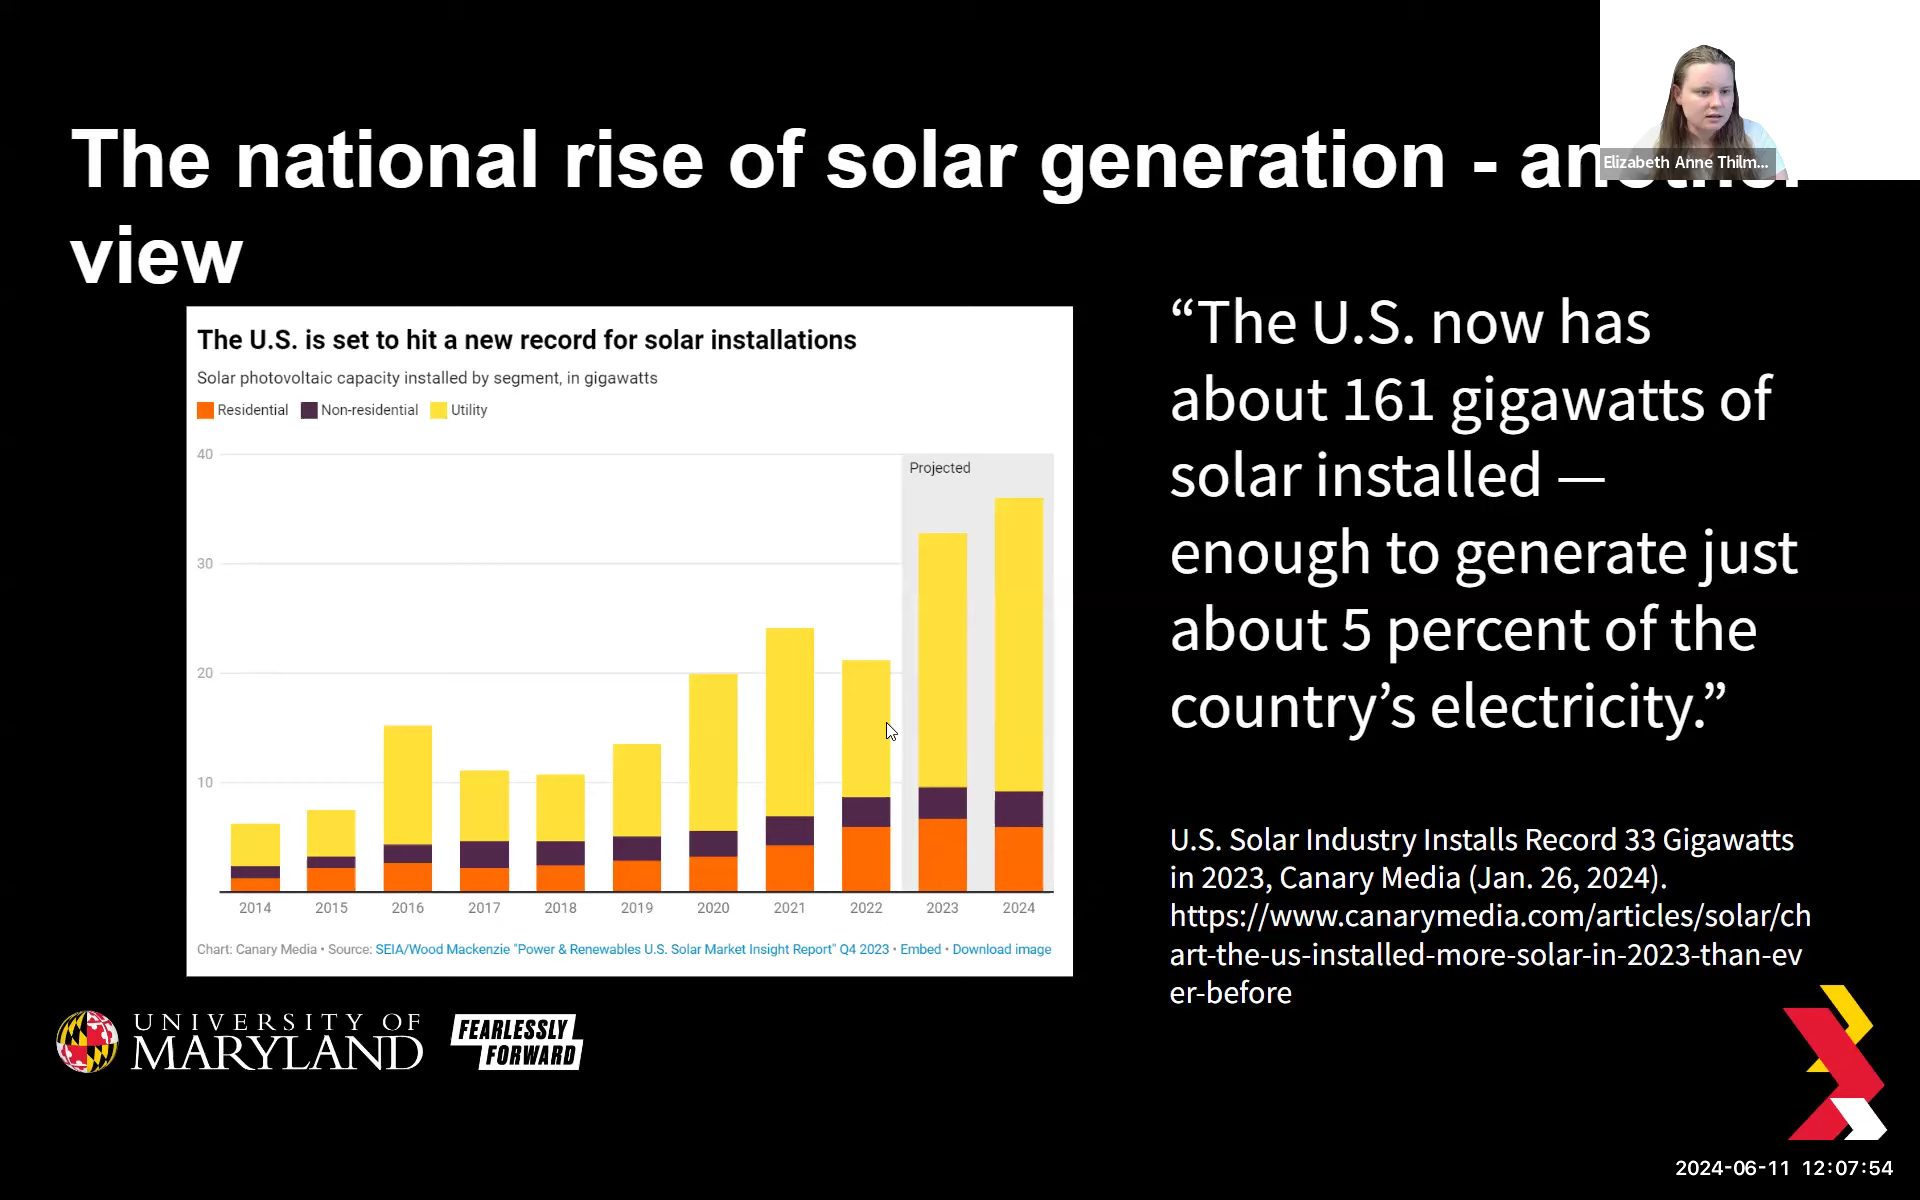 The national rise of solar generation - another
view
Elizabeth Anne Thilm...
The U.S. is set to hit a new record for solar installations
Solar photovoltaic capacity installed by segment, in gigawatts
Residential Non-residential Utility
40
Projected
30
20
10
2014 2015 2016 2017 2018 2019 2020 2021 2022 2023 2024
Chart: Canary Media • Source: SEIA/Wood Mackenzie "Power & Renewables U.S. Solar Market Insight Report" Q4 2023 • Embed • Download image
“The U.S. now has
about 161 gigawatts of
solar installed —
enough to generate just
about 5 percent of the
country’s electricity.”
U.S. Solar Industry Installs Record 33 Gigawatts
in 2023, Canary Media (Jan. 26, 2024).
https://www.canarymedia.com/articles/solar/ch
art-the-us-installed-more-solar-in-2023-than-ev
er-before
UNIVERSITY OF
MARYLAND
FEARLESSLY
FORWARD
2024-06-11 12:07:54